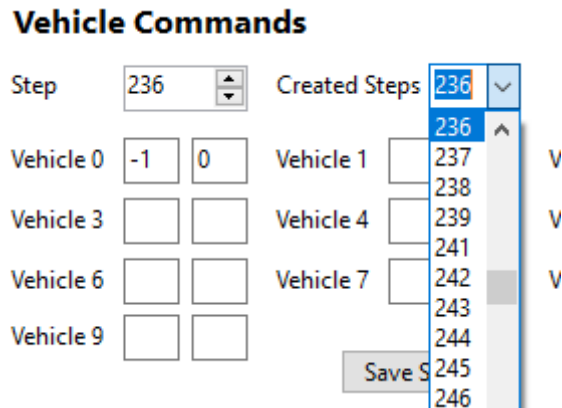 Vehicle Commands
Step 236 Created Steps 236
236
Vehicle 0 -1 0 Vehicle 1 237
238
Vehicle 3 Vehicle 4 239
241
Vehicle 6 Vehicle 7 242
243
Vehicle 9 244
Save S 245
246